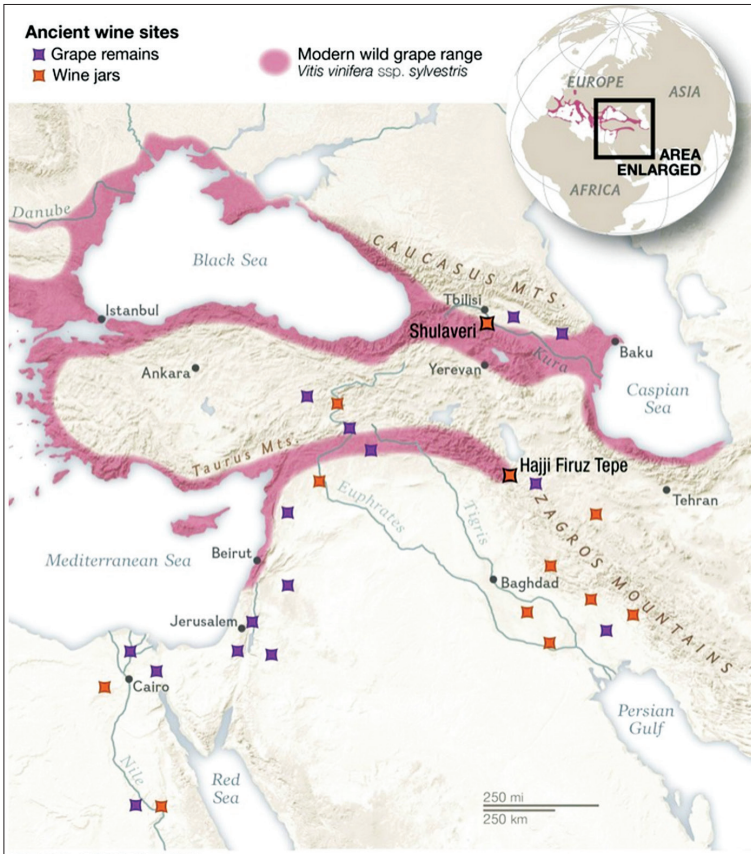 Ancient wine sites
Grape remains
Wine jars
Modern wild grape range
Vitis vinifera ssp. sylvestris
EUROPE
ASIA
AREA
ENLARGED
AFRICA
Danube
Black Sea
CAUCASUS MTS.
Tbilisi
Istanbul
Shulaveri
Kura
Baku
Ankara
Yerevan
Caspian
Sea
Taurus Mts.
Hajji Firuz Tepe
Tehran
Euphrates
Tigris
ZAGROS MOUNTAINS
Mediterranean Sea
Beirut
Baghdad
Jerusalem
Cairo
Persian
Gulf
Nile
Red
Sea
250 mi
250 km